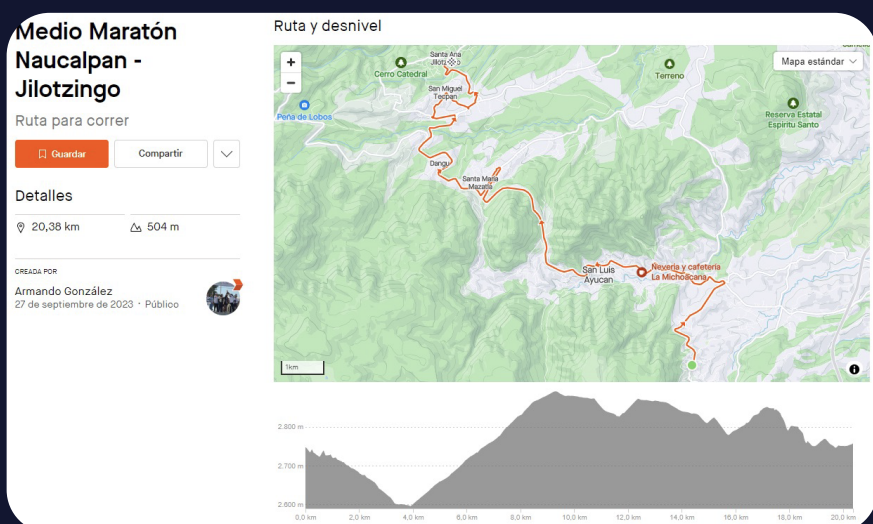 Medio Maratón
Naucalpan -
Jilotzingo
Ruta para correr
Guardar
Compartir
Detalles
20,38 km
504 m
CREADA POR
Armando González
27 de septiembre de 2023 · Público
Ruta y desnivel
+
−
Mapa estándar
Santa Ana
Cerro Catedral
Terreno
San Miguel
Tecpan
Peña de Lobos
Reserva Estatal
Espiritu Santo
Dangu
Santa Maria
Mazatla
San Luis
Ayucan
Nevería y cafetería
La Michoacana
1km
2.800 m
2.700 m
2.600 m
0,0 km
2,0 km
4,0 km
6,0 km
8,0 km
10,0 km
12,0 km
14,0 km
16,0 km
18,0 km
20,0 km